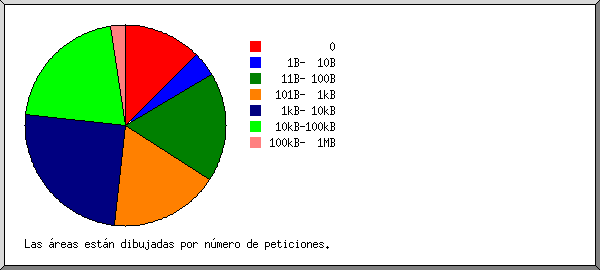 0
1B- 10B
11B- 100B
101B- 1kB
1kB- 10kB
10kB-100kB
100kB- 1MB
Las áreas están dibujadas por número de peticiones.